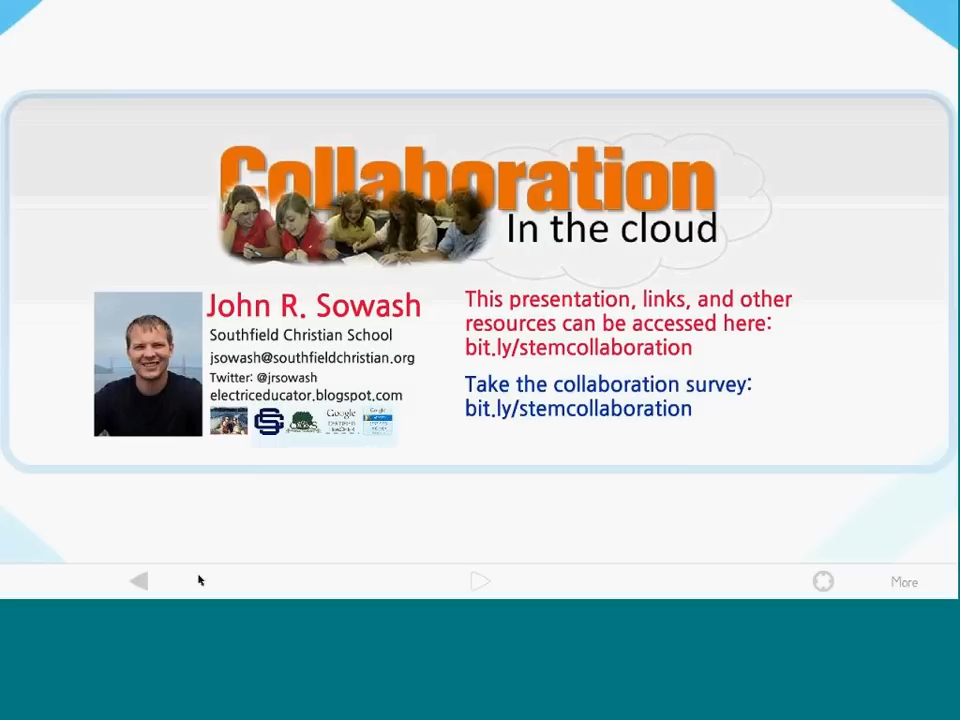 Collaboration
In the cloud
John R. Sowash
Southfield Christian School
jsowash@southfieldchristian.org
Twitter: @jrsowash
electriceducator.blogspot.com
Google
Google
This presentation, links, and other
resources can be accessed here:
bit.ly/stemcollaboration
Take the collaboration survey:
bit.ly/stemcollaboration
More